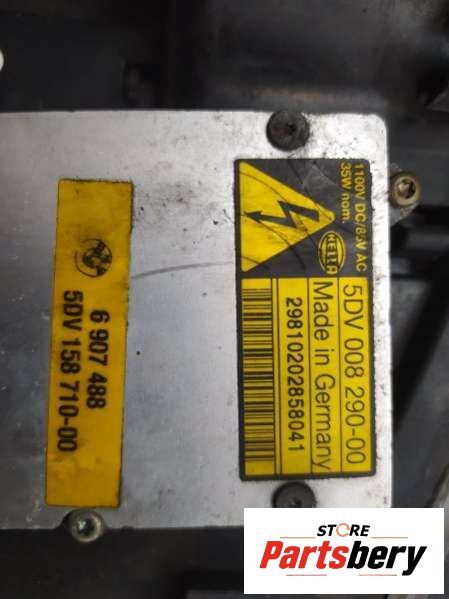 1100V DC/85V AC
35W nom.
HELLA
5DV 008 290-00
Made in Germany
29810202858041
6 907 488
5DV 158 710-00
STORE
Partsbery